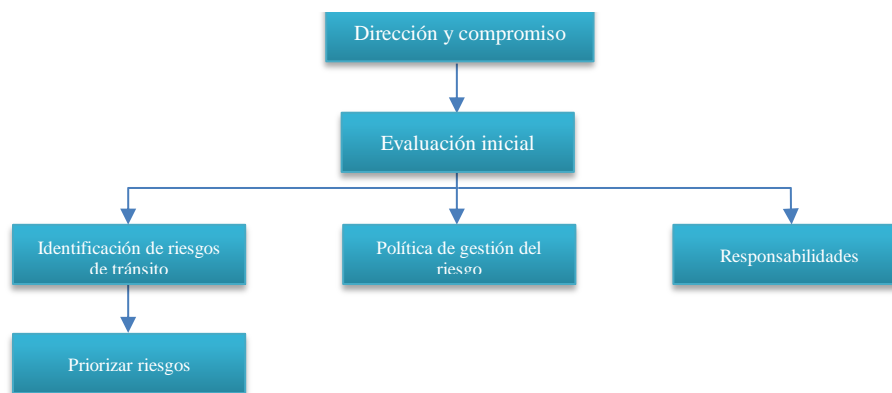 Dirección y compromiso
Evaluación inicial
Identificación de riesgos
de tránsito
Política de gestión del
riesgo
Responsabilidades
Priorizar riesgos